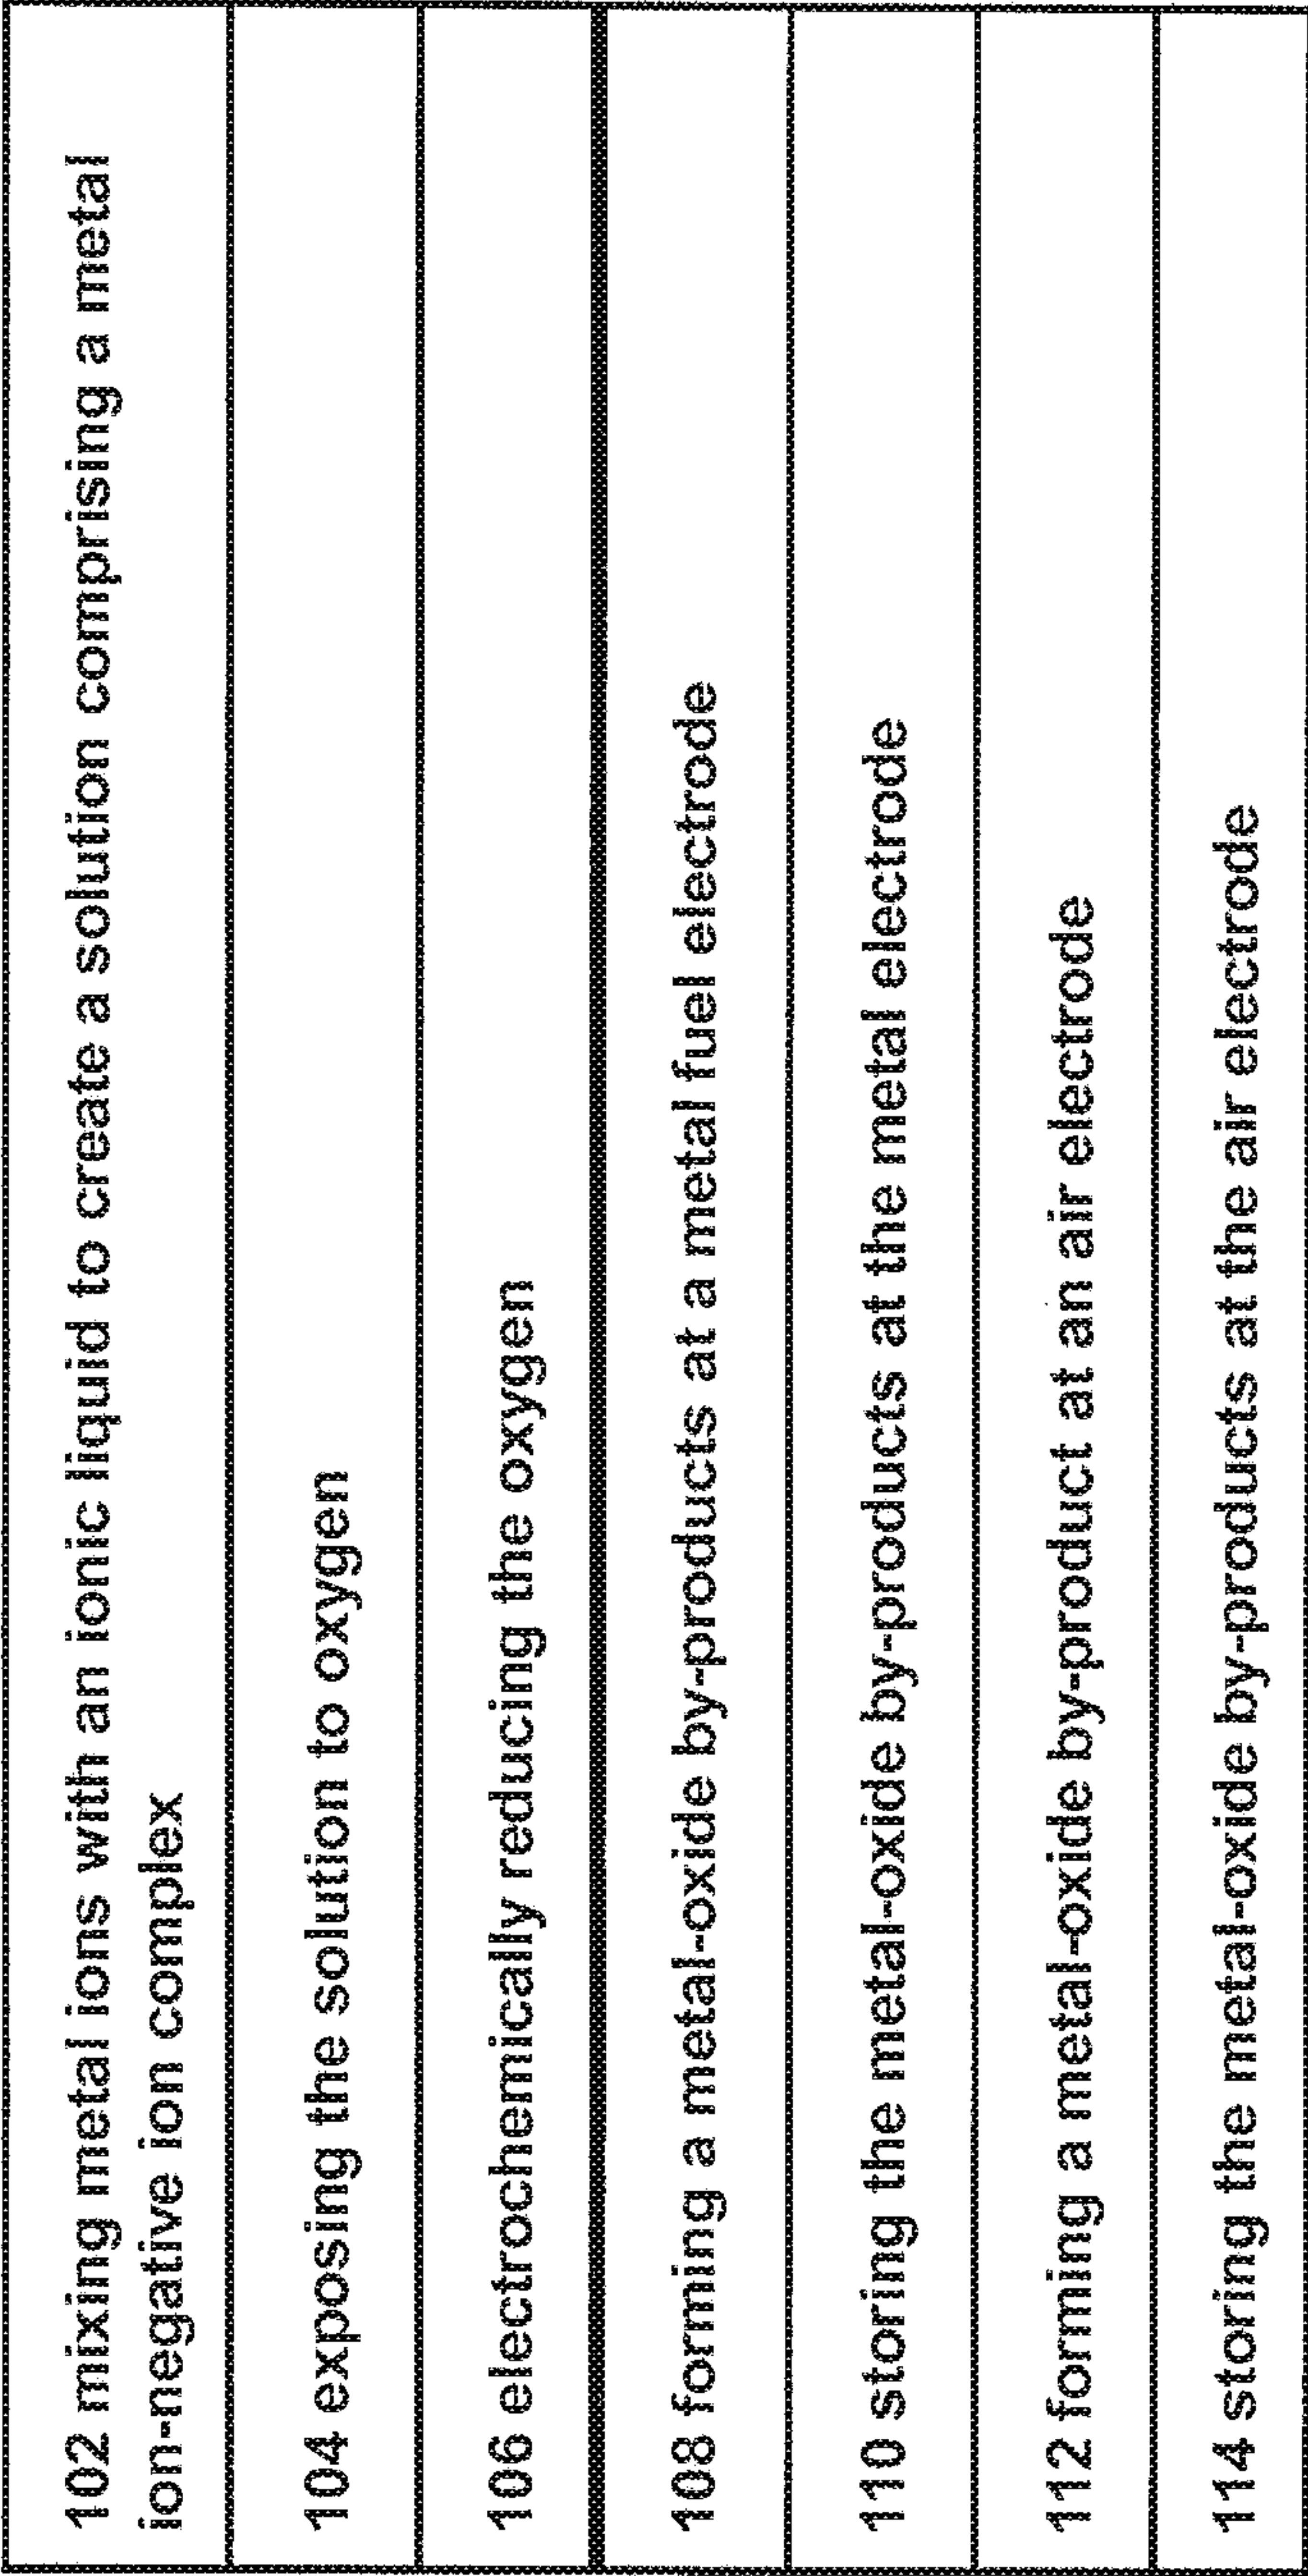 102 mixing metal ions with an ionic liquid to create a solution comprising a metal
ion-negative ion complex
104 exposing the solution to oxygen
106 electrochemically reducing the oxygen
108 forming a metal-oxide by-products at a metal fuel electrode
110 storing the metal-oxide by-products at the metal electrode
112 forming a metal-oxide by-product at an air electrode
114 storing the metal-oxide by-products at the air electrode